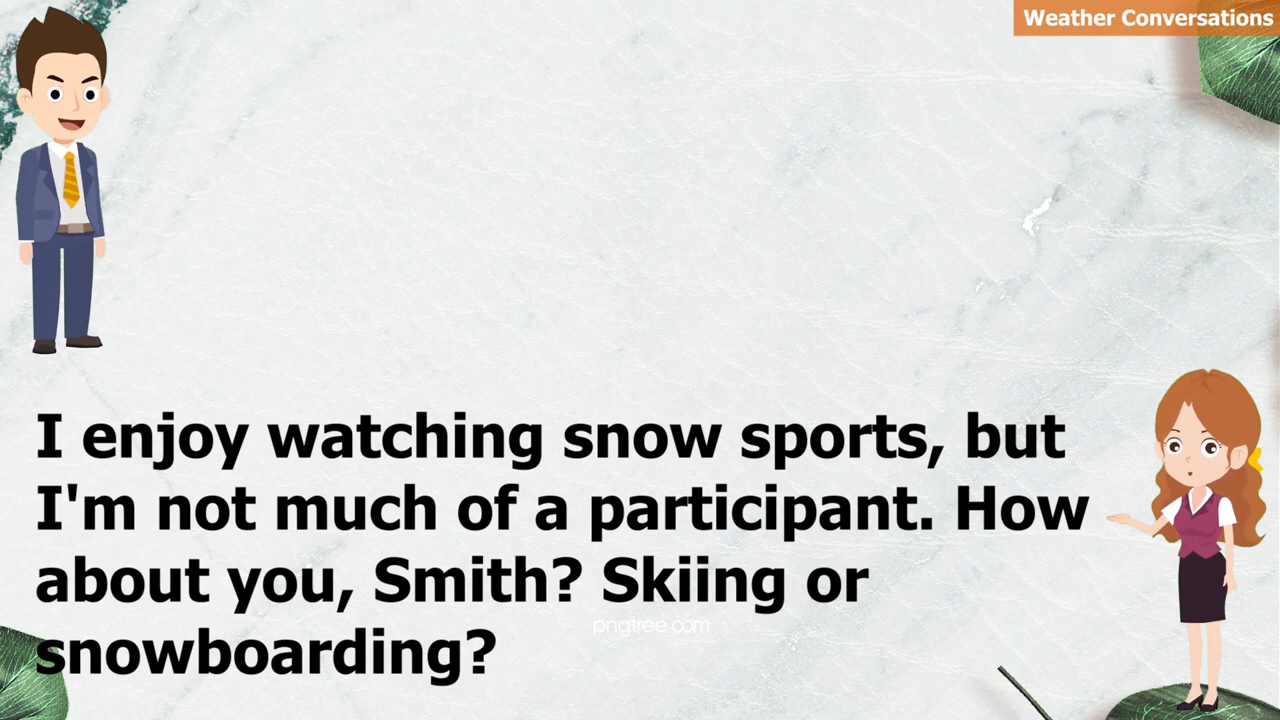 Weather Conversations
I enjoy watching snow sports, but
I'm not much of a participant. How
about you, Smith? Skiing or
snowboarding?
pngtree.com